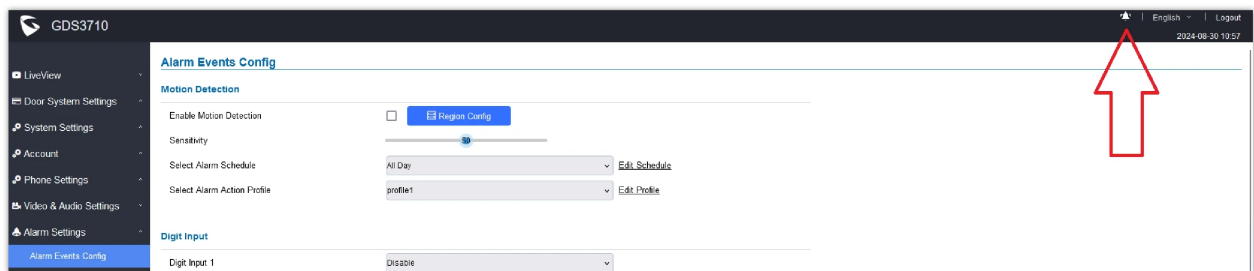 GDS3710
English
Logout
2024-08-30 10:57
LiveView
Door System Settings
System Settings
Account
Phone Settings
Video & Audio Settings
Alarm Settings
Alarm Events Config
Alarm Events Config
Motion Detection
Enable Motion Detection
Region Config
Sensitivity
50
Select Alarm Schedule
All Day
Edit Schedule
Select Alarm Action Profile
profile1
Edit Profile
Digit Input
Digit Input 1
Disable